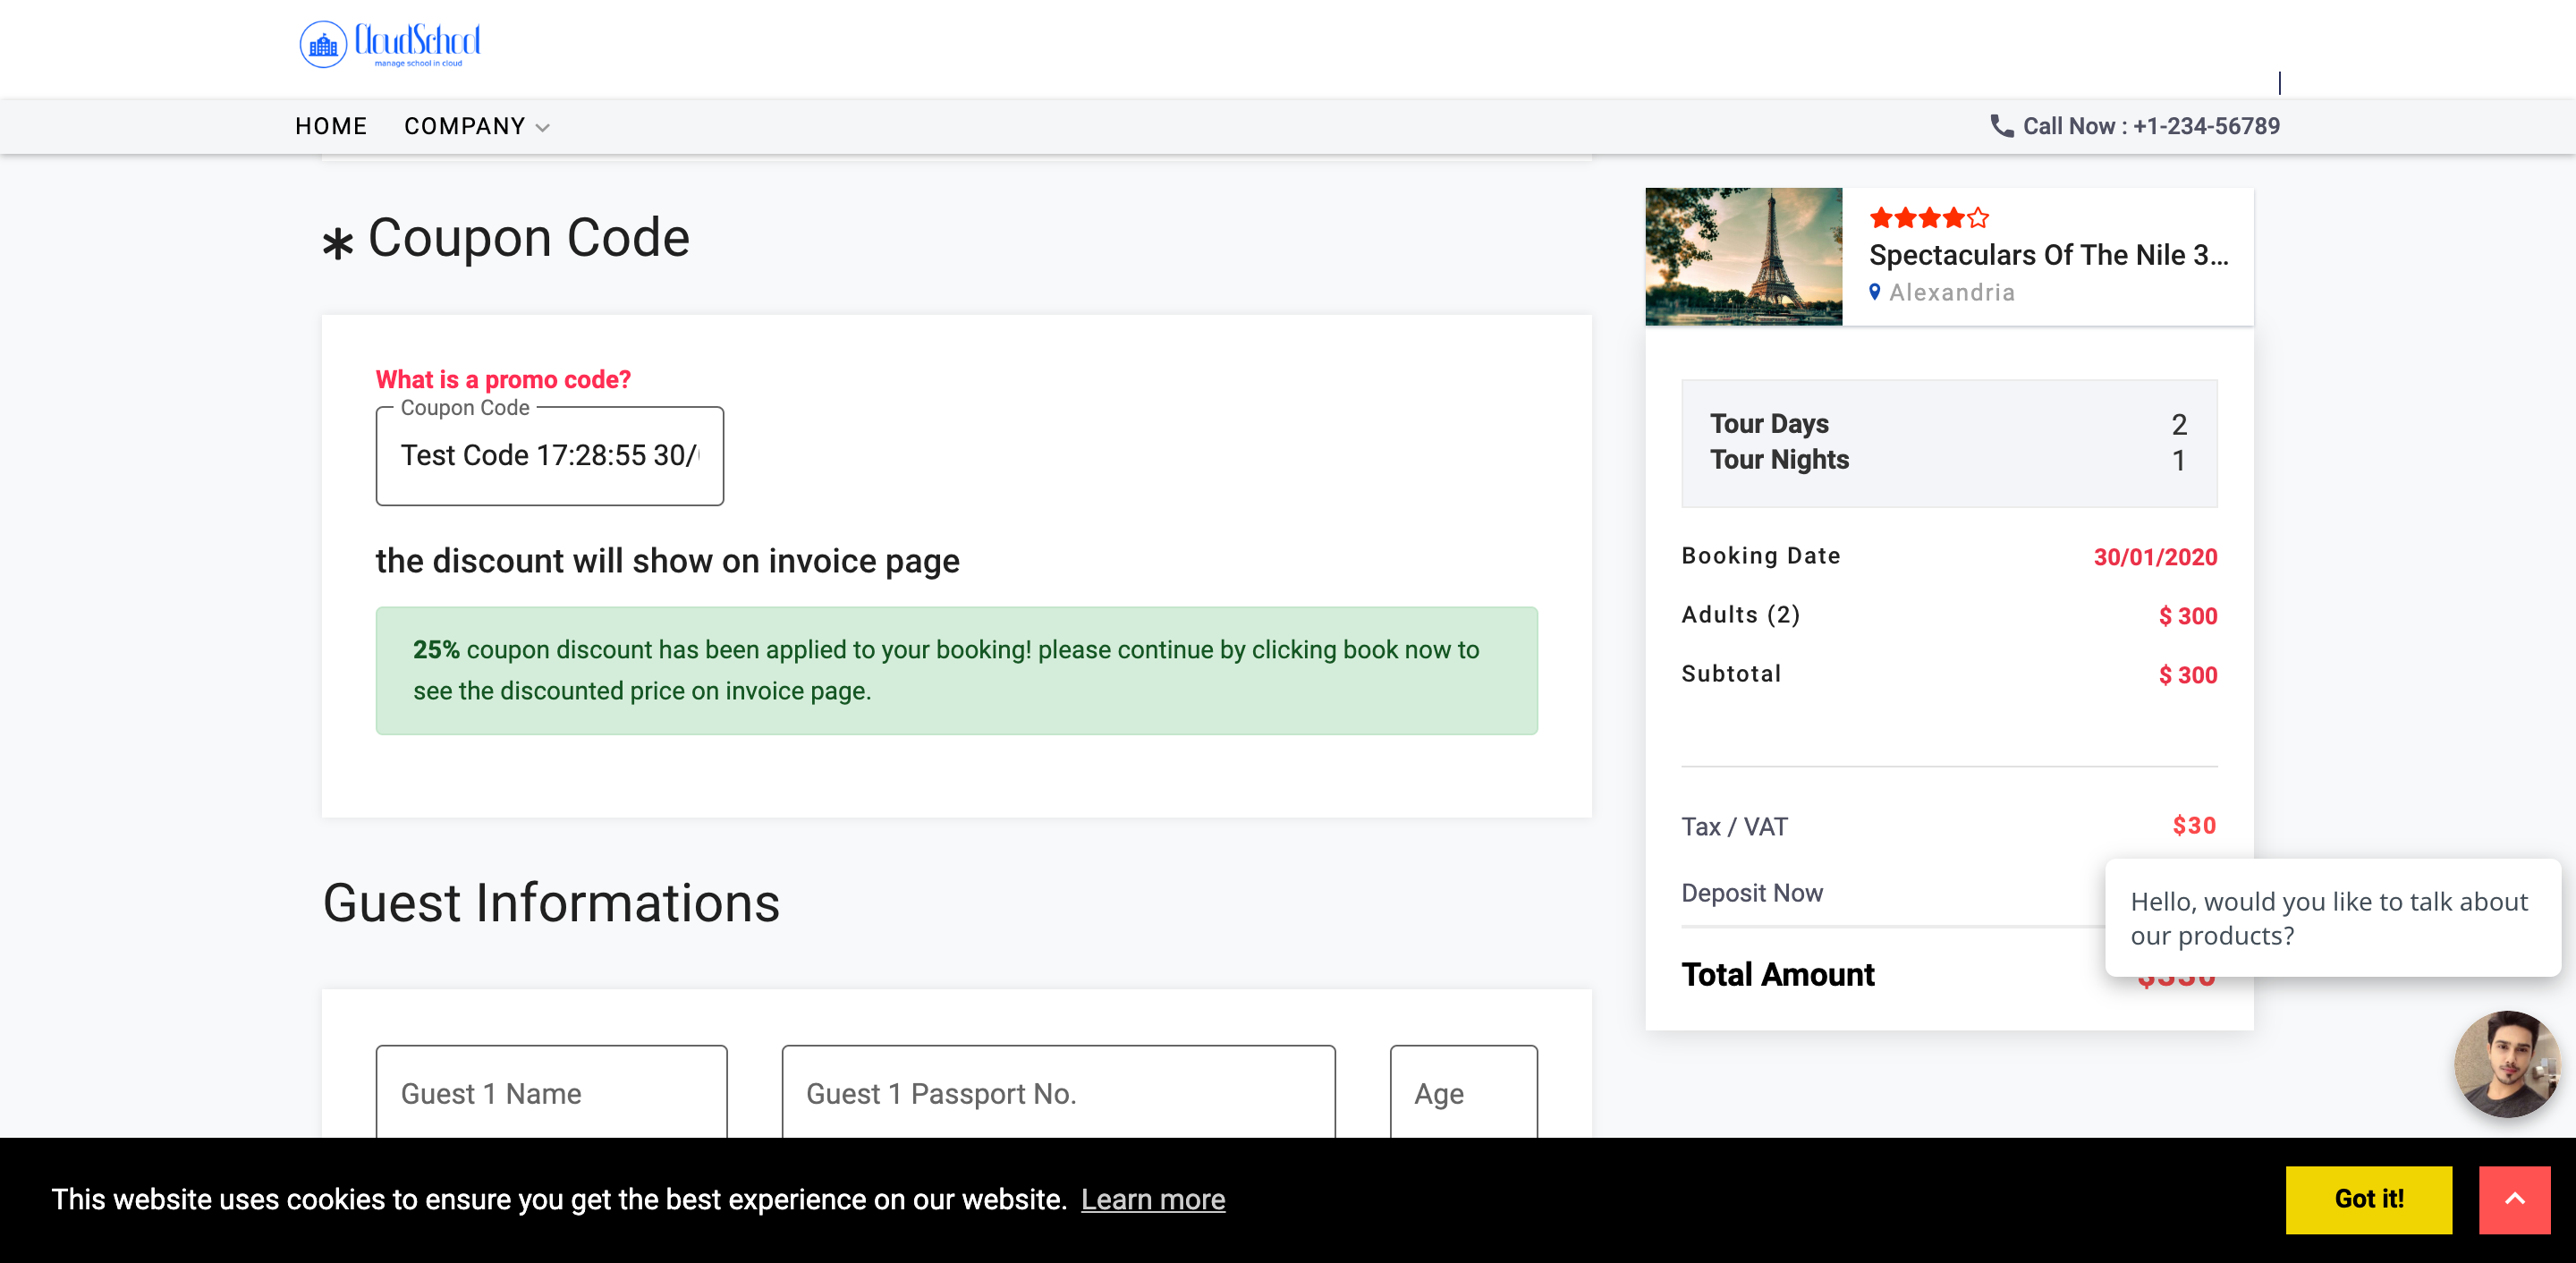 CloudSchool
manage school in cloud
HOME COMPANY
Call Now : +1-234-56789
* Coupon Code
What is a promo code?
Coupon Code
Test Code 17:28:55 30/
the discount will show on invoice page
25% coupon discount has been applied to your booking! please continue by clicking book now to
see the discounted price on invoice page.
Guest Informations
Guest 1 Name
Guest 1 Passport No.
Age
Spectaculars Of The Nile 3...
Alexandria
Tour Days 2
Tour Nights 1
Booking Date 30/01/2020
Adults (2) $ 300
Subtotal $ 300
Tax / VAT $30
Deposit Now
Total Amount
Hello, would you like to talk about
our products?
This website uses cookies to ensure you get the best experience on our website. Learn more
Got it!